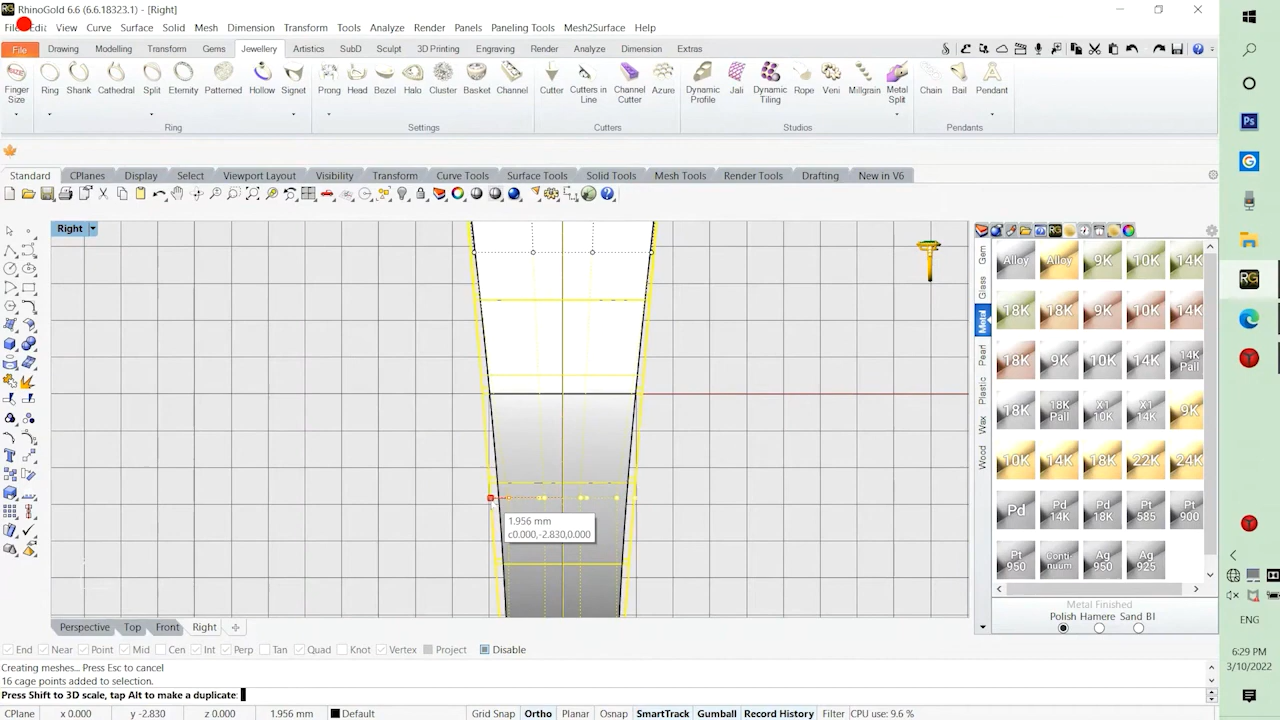 RhinoGold 6.6 (6.6.18323.1) - [Right]
File Edit View Curve Surface Solid Mesh Dimension Transform Tools Analyze Render Panels Paneling Tools Mesh2Surface Help
File Drawing Modelling Transform Gems Jewellery Artistics SubD Sculpt 3D Printing Engraving Render Analyze Dimension Extras
Finger Size Ring Shank Cathedral Split Eternity Patterned Hollow Signet Prong Head Bezel Halo Cluster Basket Channel Cutter Cutters in Line Channel Cutter Azure Dynamic Profile Jali Dynamic Tiling Rope Veni Millgrain Metal Split Chain Bail Pendant
Ring Settings Cutters Studios Pendants
Standard CPlanes Display Select Viewport Layout Visibility Transform Curve Tools Surface Tools Solid Tools Mesh Tools Render Tools Drafting New in V6
Right
Gem
Glass
Metal
Pearl
Plastic
Wax
Wood
Alloy Alloy 9K 10K 14K
18K 18K 9K 10K 14K
18K 9K 10K 14K 14K Pall
18K 18K Pall X1 10K X1 14K 9K
10K 14K 18K 22K 24K
Pd Pd 14K Pd 18K Pt 585 Pt 900
Pt 950 Conti- nuum Ag 950 Ag 925
Metal Finished
Polish Hamere Sand Bl
1.956 mm
c0.000,-2.830,0.000
Perspective Top Front Right
End Near Point Mid Cen Int Perp Tan Quad Knot Vertex Project Disable
Creating meshes... Press Esc to cancel
16 cage points added to selection.
Press Shift to 3D scale, tap Alt to make a duplicate:
CPlane x 0.000 y -2.830 z 0.000 1.956 mm Default Grid Snap Ortho Planar Osnap SmartTrack Gumball Record History Filter CPU use: 9.6 %
Ps
RG
ENG
6:29 PM
3/10/2022